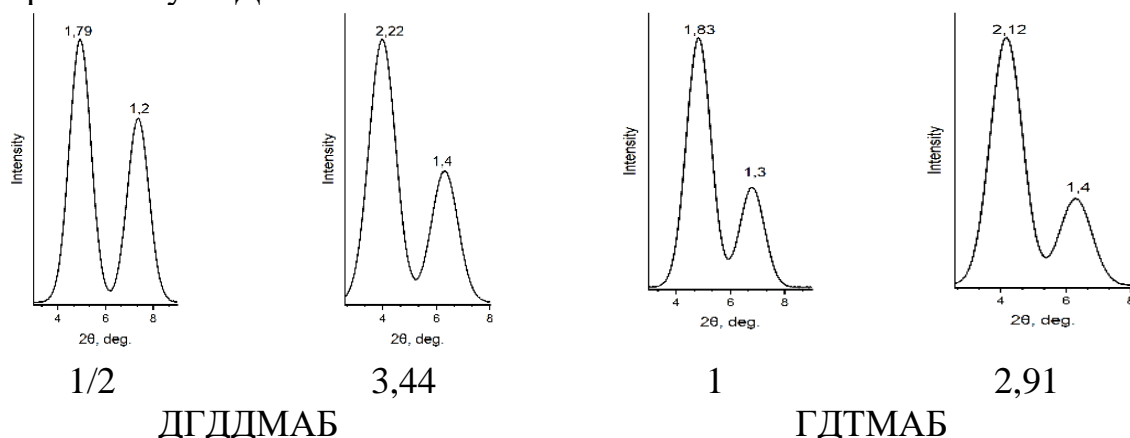 1,79
1,2
Intensity
4 6 8
2θ, deg.
2,22
1,4
Intensity
4 6 8
2θ, deg.
1,83
1,3
Intensity
4 6 8
2θ, deg.
2,12
1,4
Intensity
4 6 8
2θ, deg.
1/2 3,44 1 2,91
ДГДДМАБ ГДТМАБ